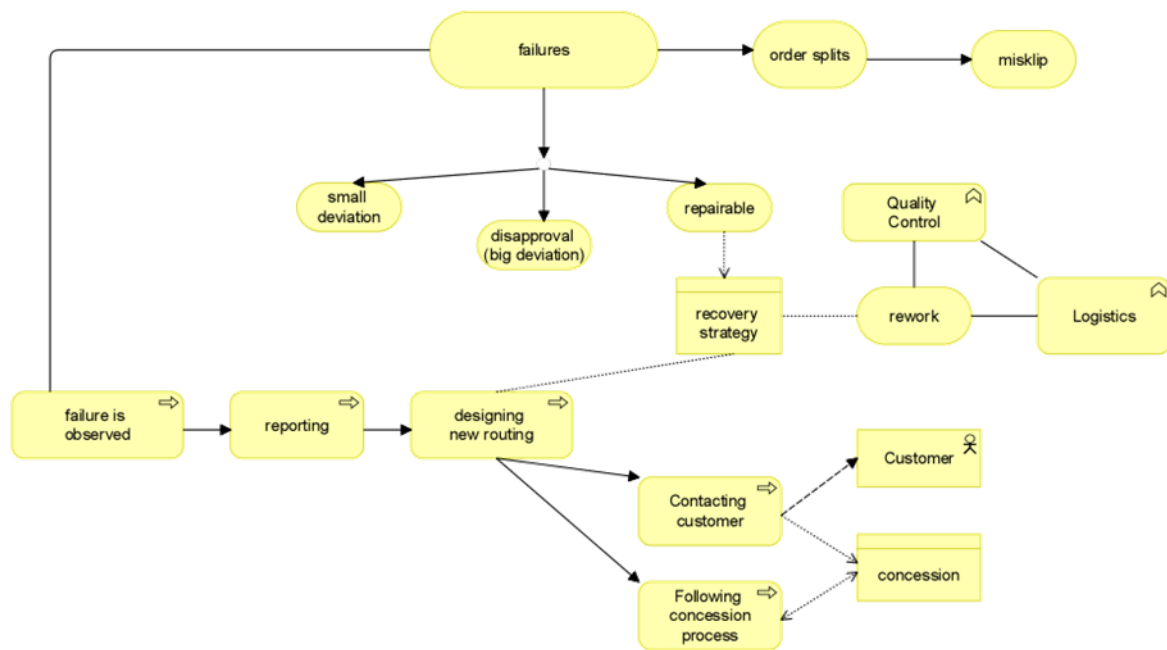 failures
order splits
misklip
small
deviation
disapproval
(big deviation)
repairable
Quality
Control
recovery
strategy
rework
Logistics
failure is
observed
reporting
designing
new routing
Contacting
customer
Customer
Following
concession
process
concession